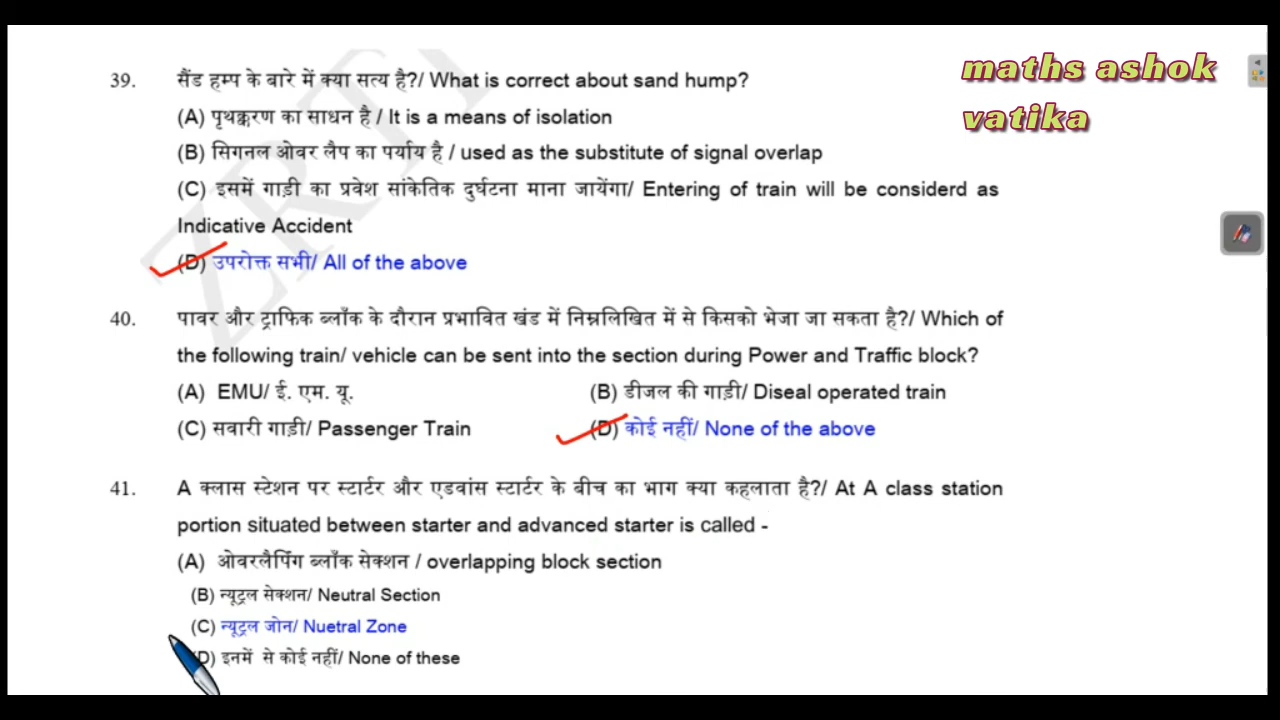 maths ashok
vatika
39. सैंड हम्प के बारे में क्या सत्य है?/ What is correct about sand hump?
(A) पृथक्करण का साधन है / It is a means of isolation
(B) सिगनल ओवर लैप का पर्याय है / used as the substitute of signal overlap
(C) इसमें गाड़ी का प्रवेश सांकेतिक दुर्घटना माना जायेंगा/ Entering of train will be considerd as
Indicative Accident
(D) उपरोक्त सभी/ All of the above
40. पावर और ट्राफिक ब्लॉक के दौरान प्रभावित खंड में निम्नलिखित में से किसको भेजा जा सकता है?/ Which of
the following train/ vehicle can be sent into the section during Power and Traffic block?
(A) EMU/ ई. एम. यू. (B) डीजल की गाड़ी/ Diseal operated train
(C) सवारी गाड़ी/ Passenger Train (D) कोई नहीं/ None of the above
41. A क्लास स्टेशन पर स्टार्टर और एडवांस स्टार्टर के बीच का भाग क्या कहलाता है?/ At A class station
portion situated between starter and advanced starter is called -
(A) ओवरलैपिंग ब्लॉक सेक्शन / overlapping block section
(B) न्यूट्रल सेक्शन/ Neutral Section
(C) न्यूट्रल जोन/ Nuetral Zone
(D) इनमें से कोई नहीं/ None of these
ZRTI